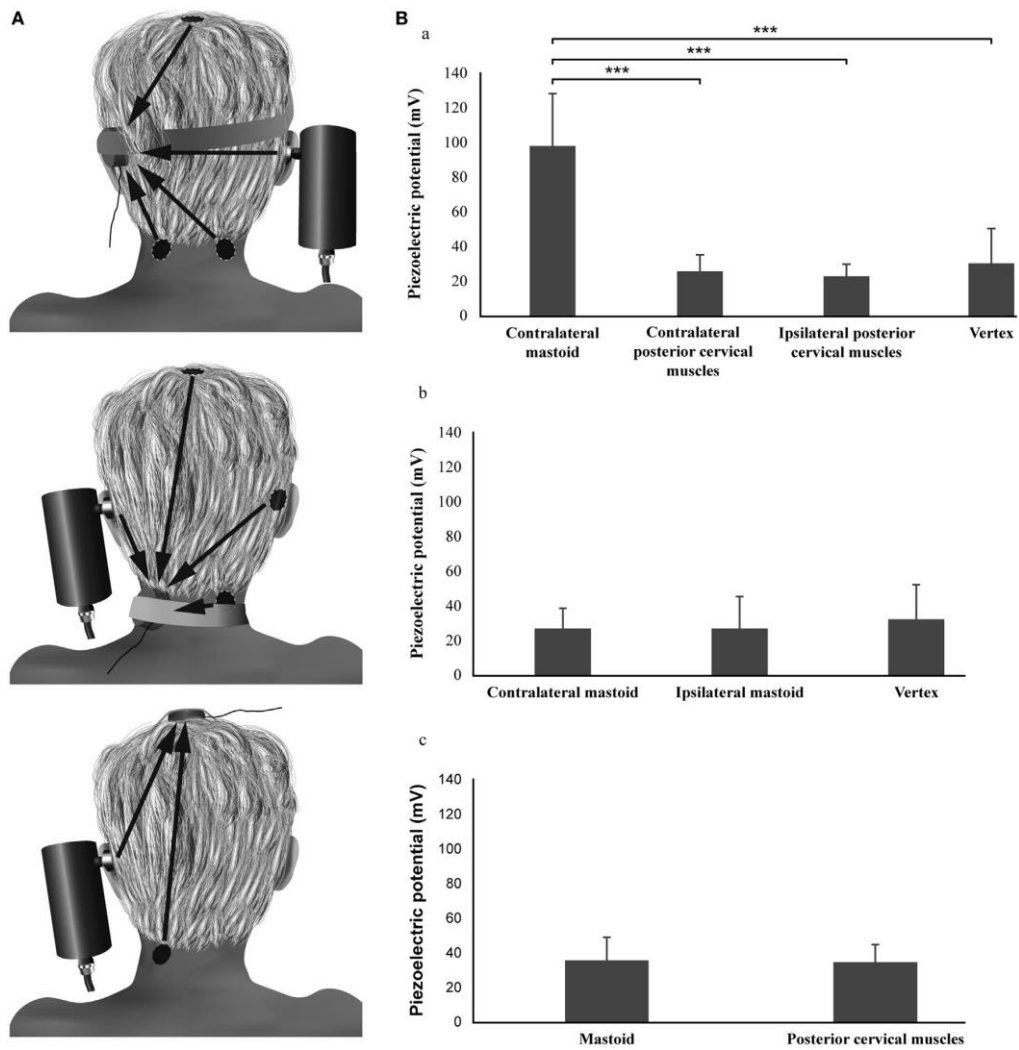 A
B
a
***
***
***
Piezoelectric potential (mV)
140
120
100
80
60
40
20
0
Contralateral
mastoid
Contralateral
posterior cervical
muscles
Ipsilateral posterior
cervical muscles
Vertex
b
Piezoelectric potential (mV)
140
120
100
80
60
40
20
0
Contralateral mastoid
Ipsilateral mastoid
Vertex
c
Piezoelectric potential (mV)
140
120
100
80
60
40
20
0
Mastoid
Posterior cervical muscles